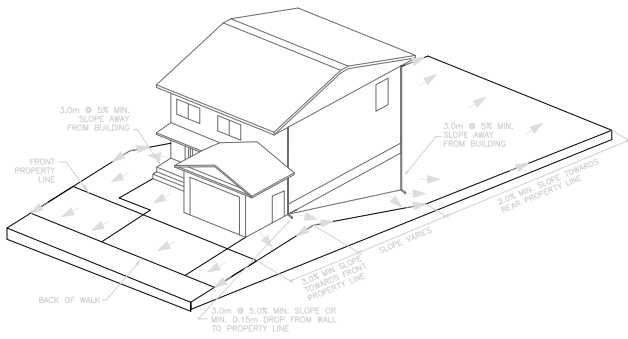 3.0m @ 5% MIN.
SLOPE AWAY
FROM BUILDING
3.0m @ 5% MIN.
SLOPE AWAY
FROM BUILDING
FRONT
PROPERTY
LINE
2.0% MIN. SLOPE TOWARDS
REAR PROPERTY LINE
SLOPE VARIES
3.0% MIN SLOPE
TOWARDS FRONT
PROPERTY LINE
BACK OF WALK
3.0m @ 5.0% MIN. SLOPE OR
MIN. 0.15m DROP FROM WALL
TO PROPERTY LINE